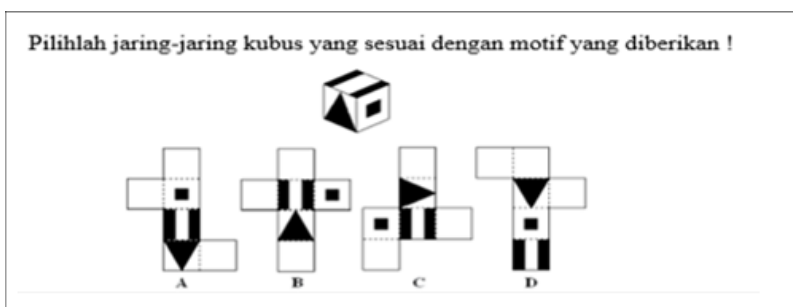 Pilihlah jaring-jaring kubus yang sesuai dengan motif yang diberikan !
A B C D